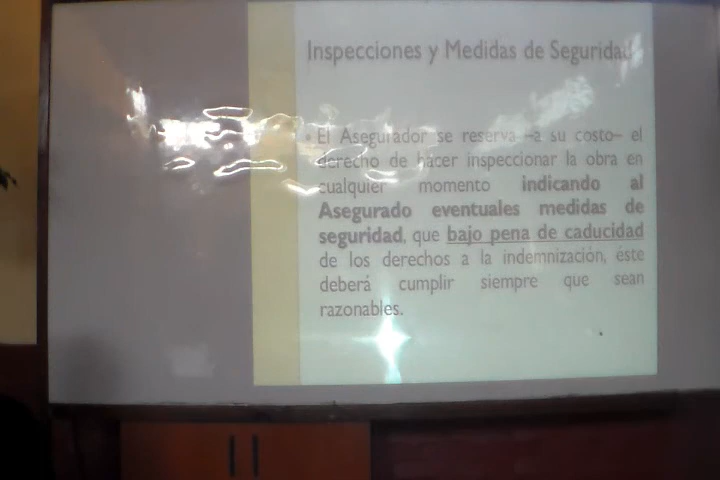 Inspecciones y Medidas de Seguridad
• El Asegurador se reserva –a su costo– el
derecho de hacer inspeccionar la obra en
cualquier momento indicando al
Asegurado eventuales medidas de
seguridad, que bajo pena de caducidad
de los derechos a la indemnización, éste
deberá cumplir siempre que sean
razonables.